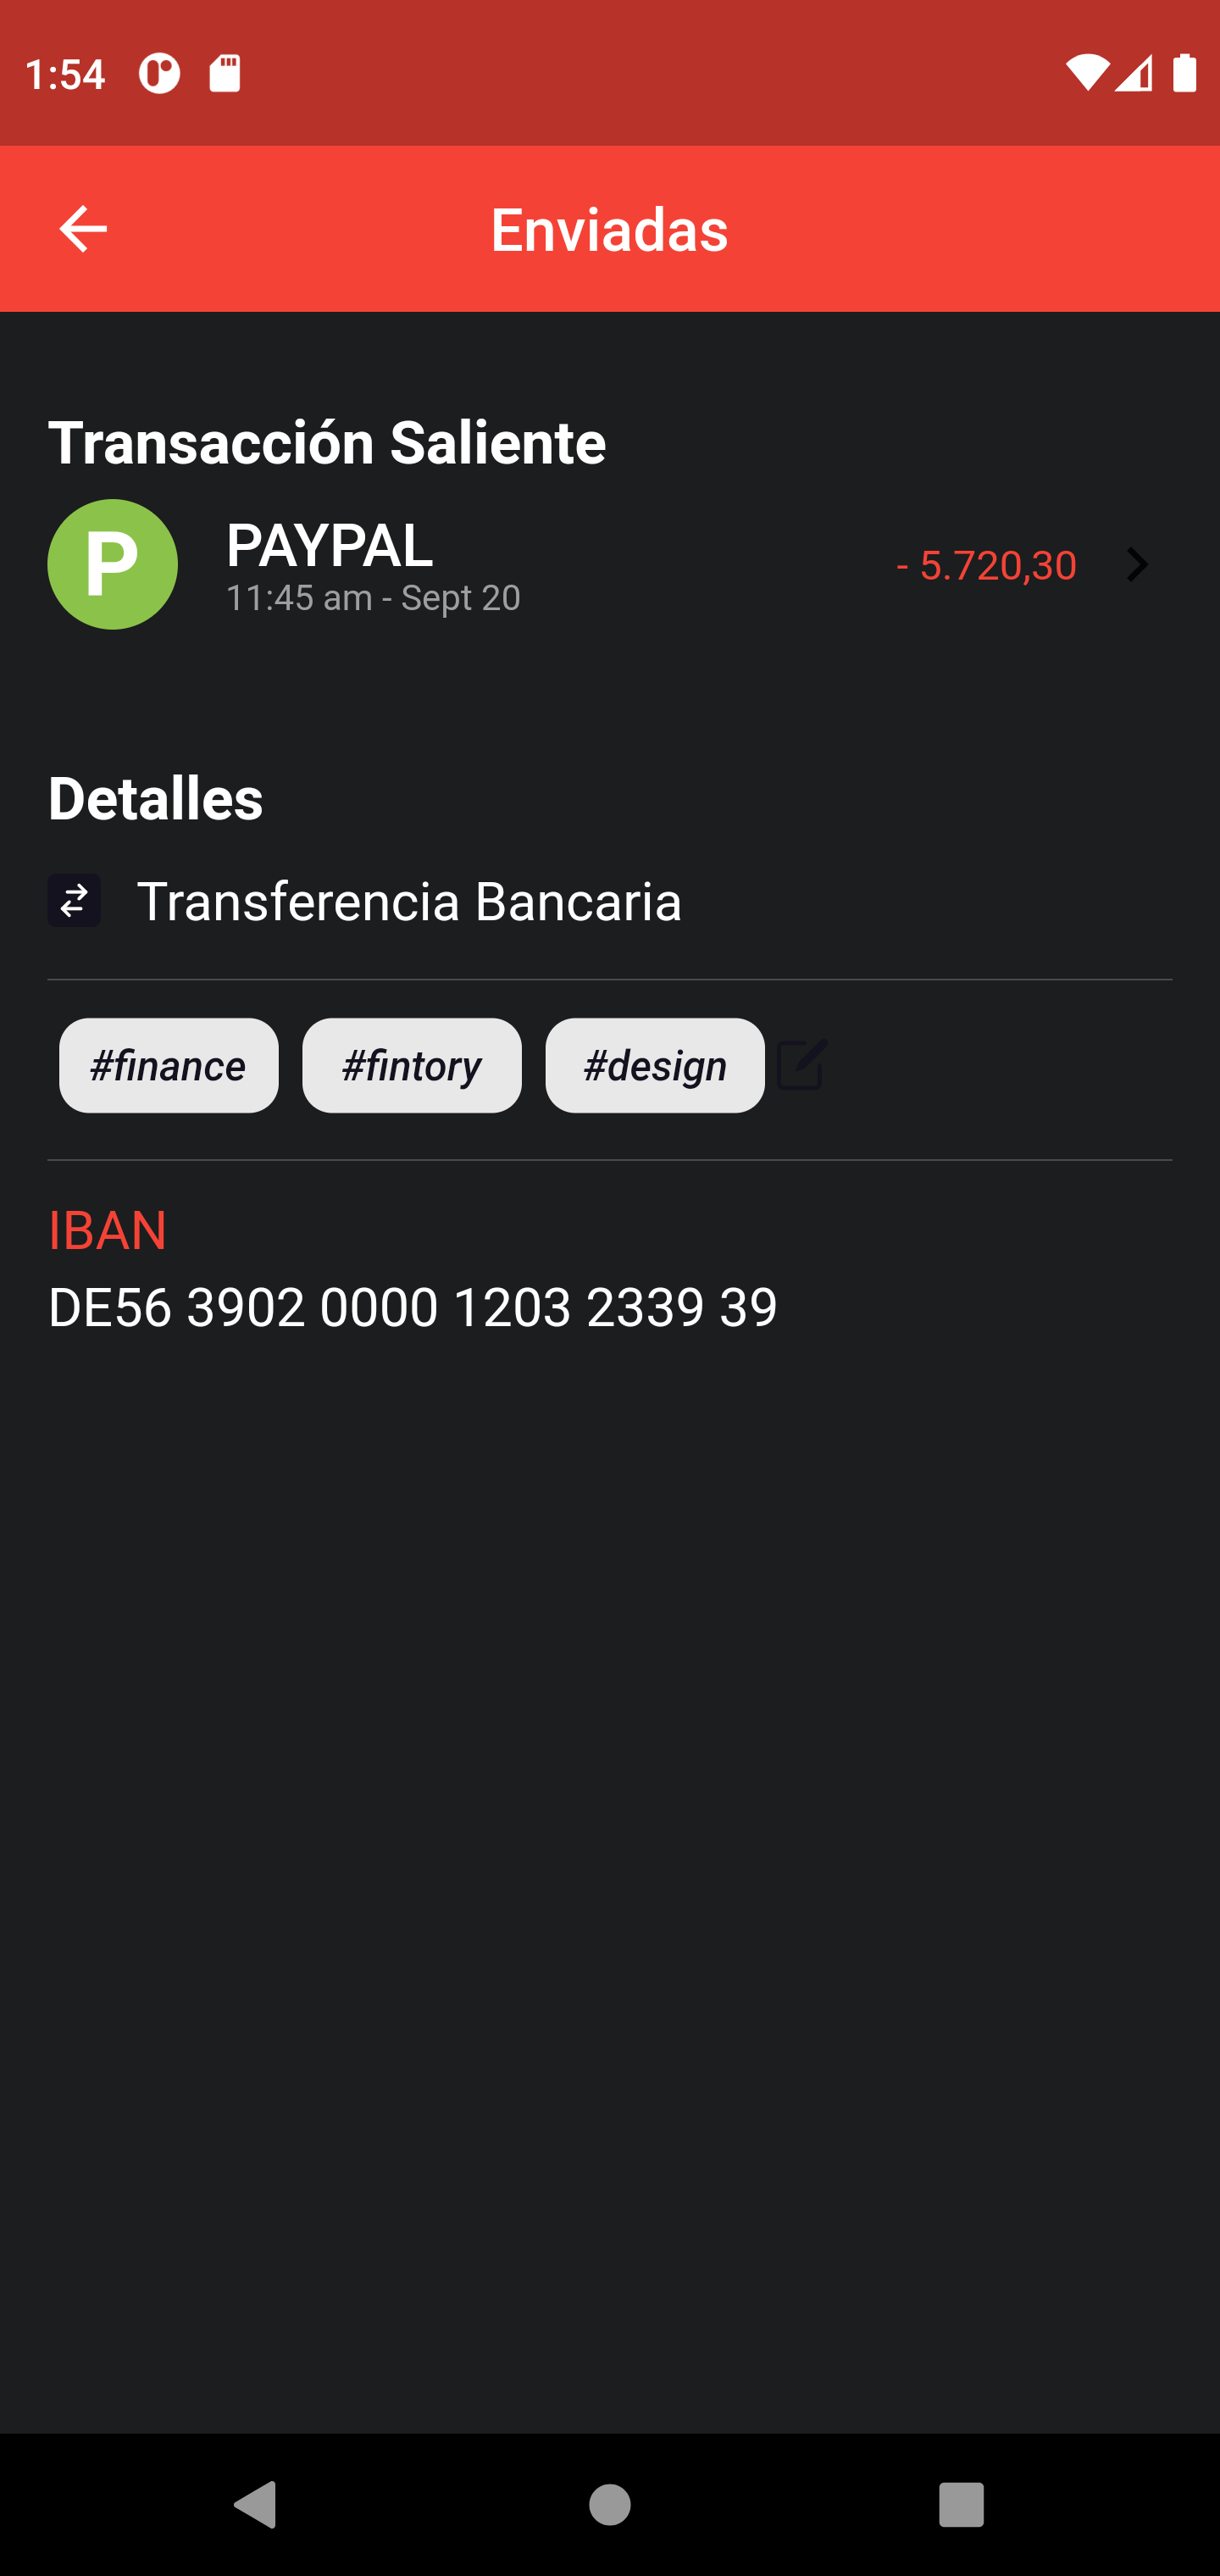 1:54
Enviadas
Transacción Saliente
P
PAYPAL
- 5.720,30
11:45 am - Sept 20
Detalles
Transferencia Bancaria
#finance #fintory #design
IBAN
DE56 3902 0000 1203 2339 39